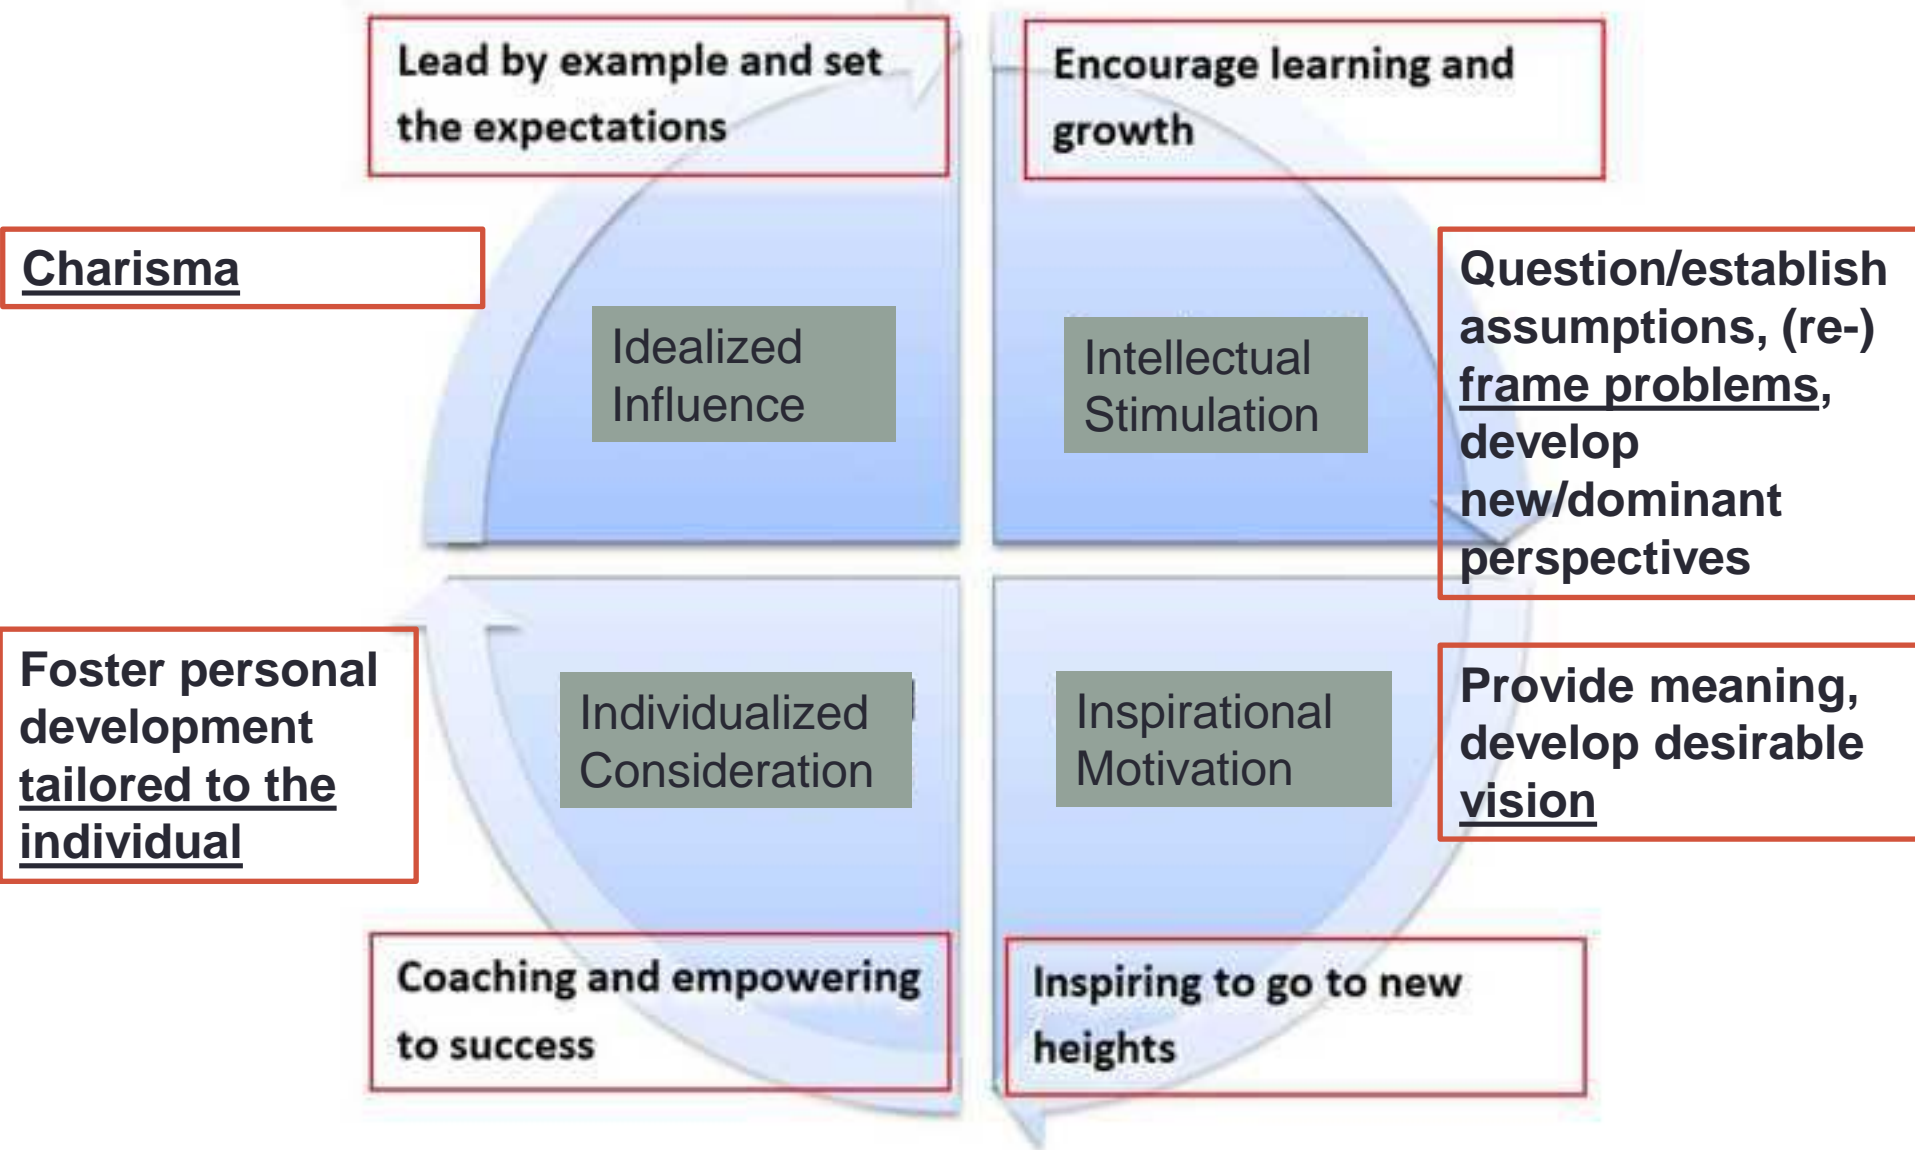 Lead by example and set
the expectations
Encourage learning and
growth
Charisma
Idealized
Influence
Intellectual
Stimulation
Question/establish
assumptions, (re-)
frame problems,
develop
new/dominant
perspectives
Foster personal
development
tailored to the
individual
Individualized
Consideration
Inspirational
Motivation
Provide meaning,
develop desirable
vision
Coaching and empowering
to success
Inspiring to go to new
heights